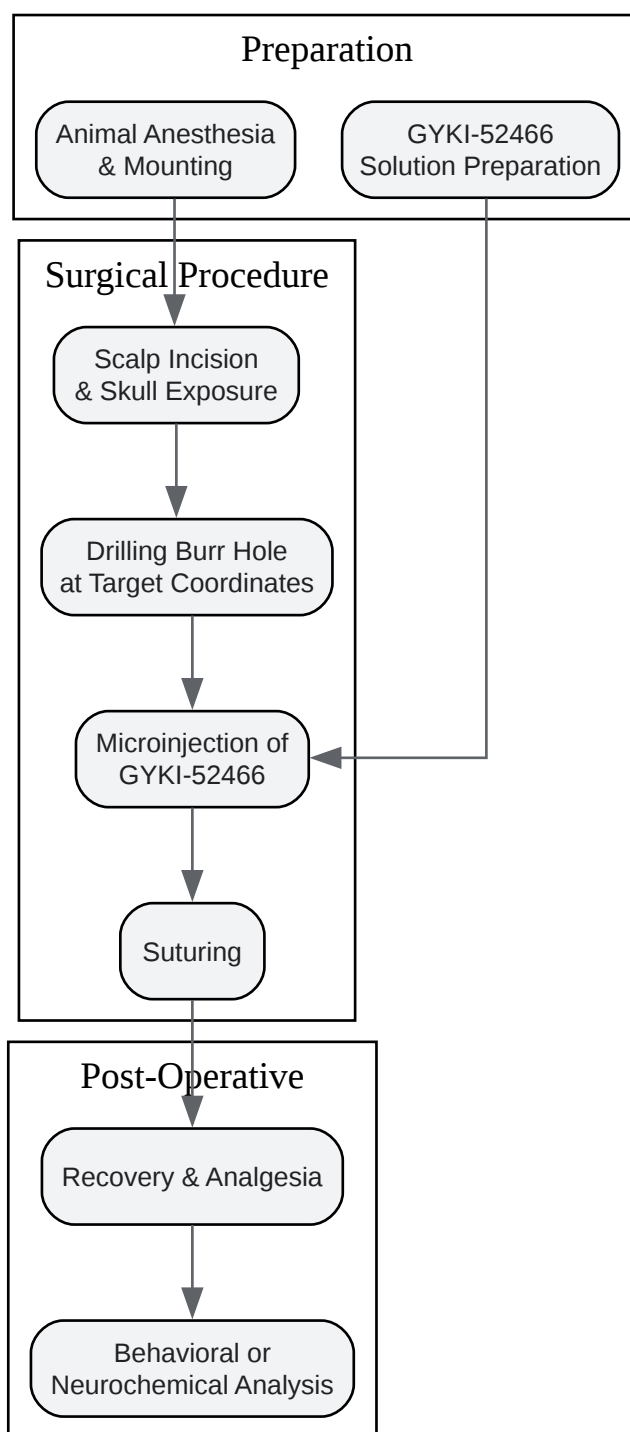 Preparation
Animal Anesthesia
& Mounting
GYKI-52466
Solution Preparation
Surgical Procedure
Scalp Incision
& Skull Exposure
Drilling Burr Hole
at Target Coordinates
Microinjection of
GYKI-52466
Suturing
Post-Operative
Recovery & Analgesia
Behavioral or
Neurochemical Analysis